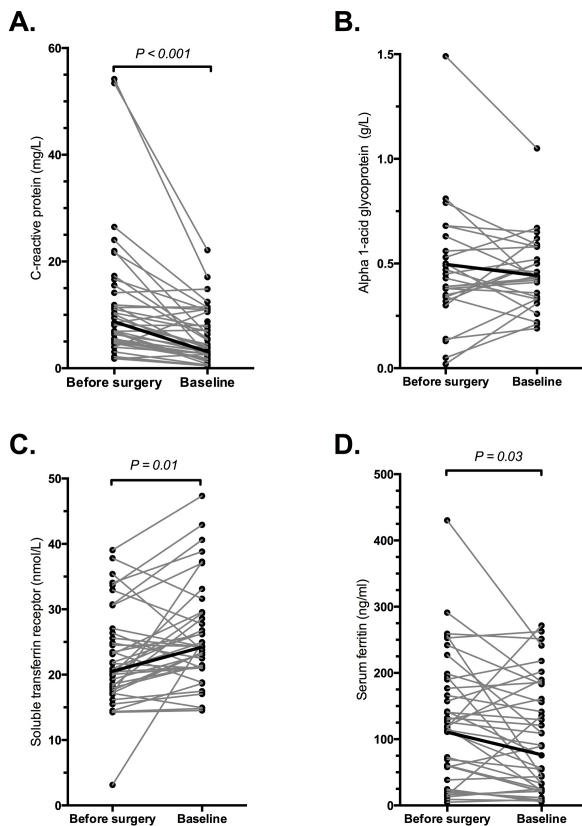 A.
P < 0.001
C-reactive protein (mg/L)
60
40
20
0
Before surgery
Baseline
B.
Alpha 1-acid glycoprotein (g/L)
1.5
1.0
0.5
0.0
Before surgery
Baseline
C.
P = 0.01
Soluble transferrin receptor (nmol/L)
50
40
30
20
10
0
Before surgery
Baseline
D.
P = 0.03
Serum ferritin (ng/ml)
500
400
300
200
100
0
Before surgery
Baseline